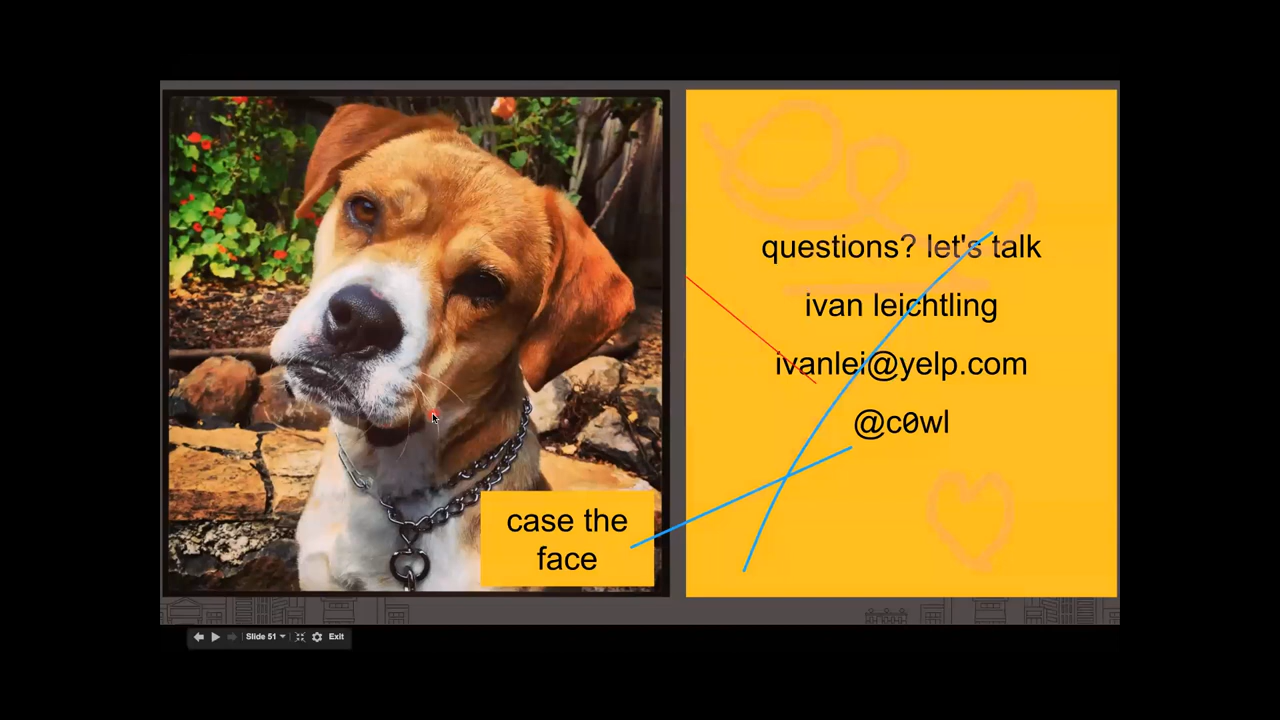 case the
face
questions? let's talk
ivan leichtling
ivanlei@yelp.com
@c0wl
Slide 51
Exit